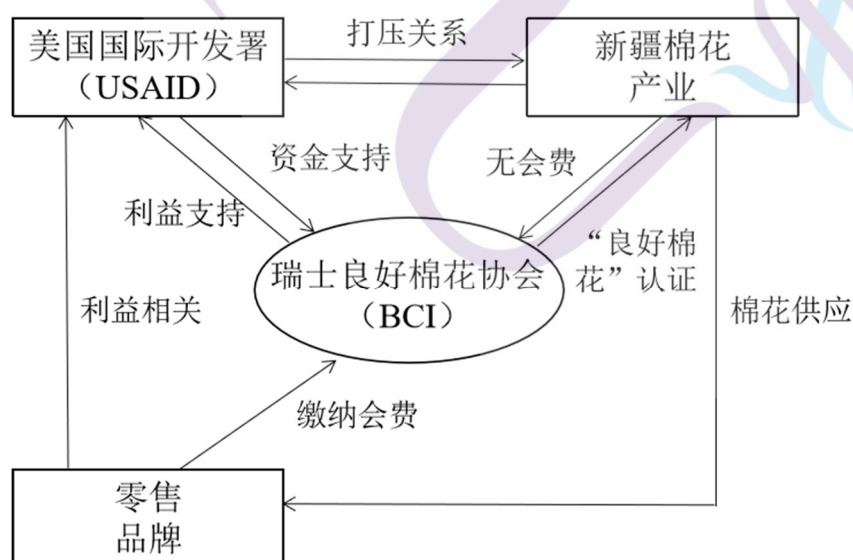 美国国际开发署
（USAID）
打压关系
新疆棉花
产业
资金支持
无会费
利益支持
“良好棉
花”认证
瑞士良好棉花协会
（BCI）
利益相关
棉花供应
缴纳会费
零售
品牌